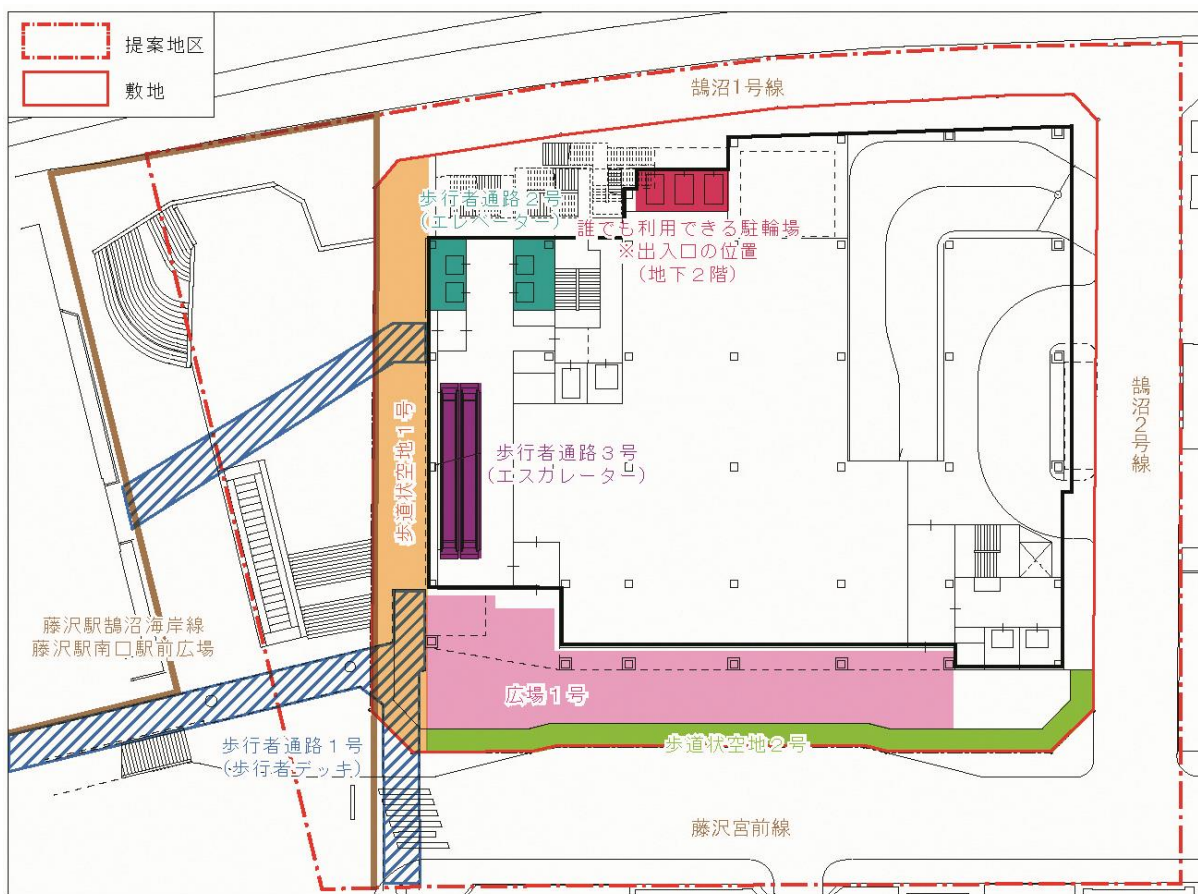 提案地区
敷地
鵠沼1号線
歩行者通路2号
(エレベーター)
誰でも利用できる駐輪場
※出入口の位置
(地下2階)
鵠沼2号線
歩道状空地1号
歩行者通路3号
(エスカレーター)
藤沢駅鵠沼海岸線
藤沢駅南口駅前広場
広場1号
歩行者通路1号
(歩行者デッキ)
歩道状空地2号
藤沢宮前線